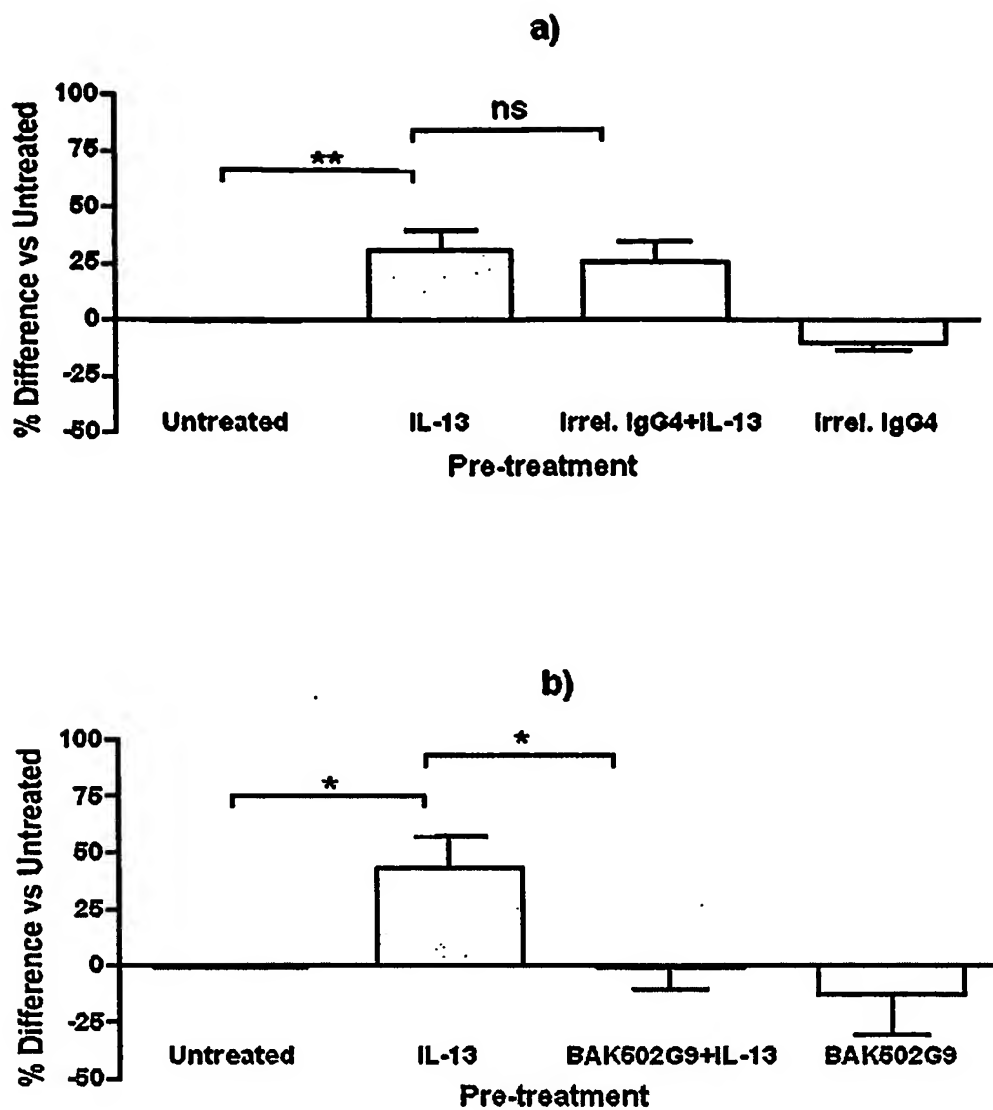 a)
% Difference vs Untreated
100
75
50
25
0
-25
-50
**
ns
Untreated
IL-13
Irrel. IgG4+IL-13
Irrel. IgG4
Pre-treatment
b)
% Difference vs Untreated
100
75
50
25
0
-25
-50
*
*
Untreated
IL-13
BAK502G9+IL-13
BAK502G9
Pre-treatment